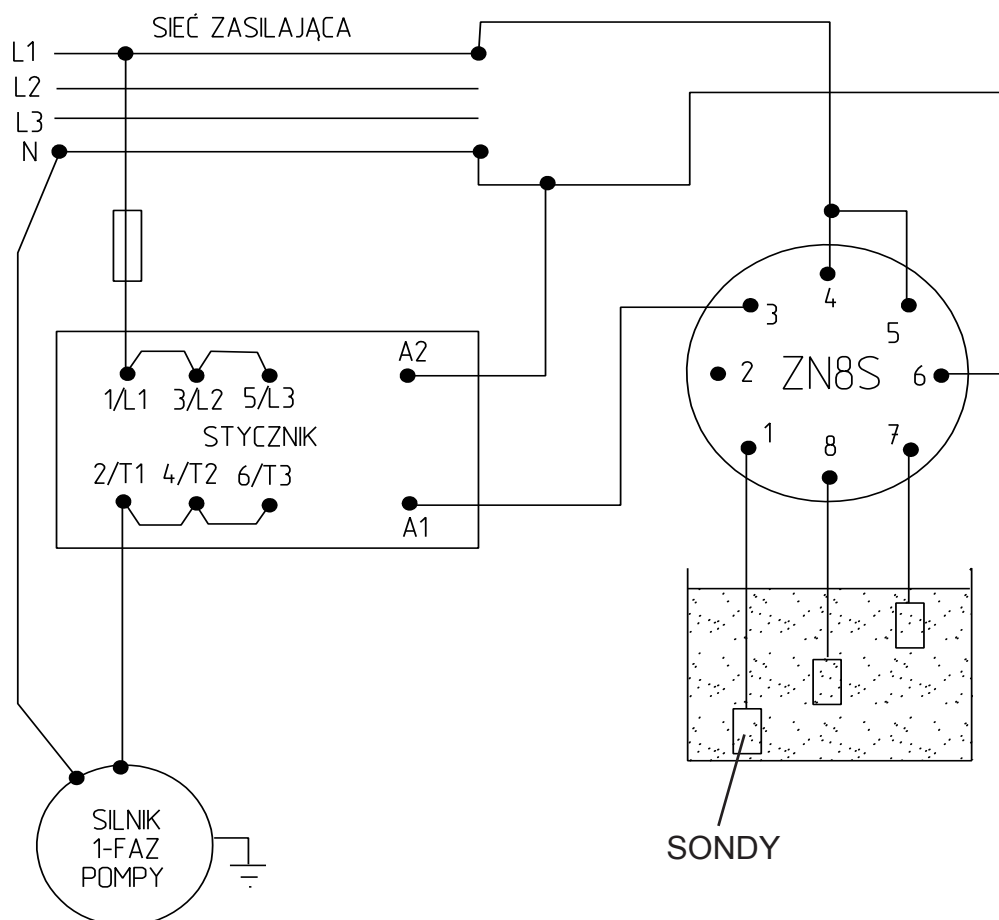 SIEĆ ZASILAJĄCA
L1
L2
L3
N
A2
1/L1 3/L2 5/L3
STYCZNIK
2/T1 4/T2 6/T3
A1
4
3
5
2 ZN8S 6
1
8
7
SILNIK
1-FAZ
POMPY
SONDY